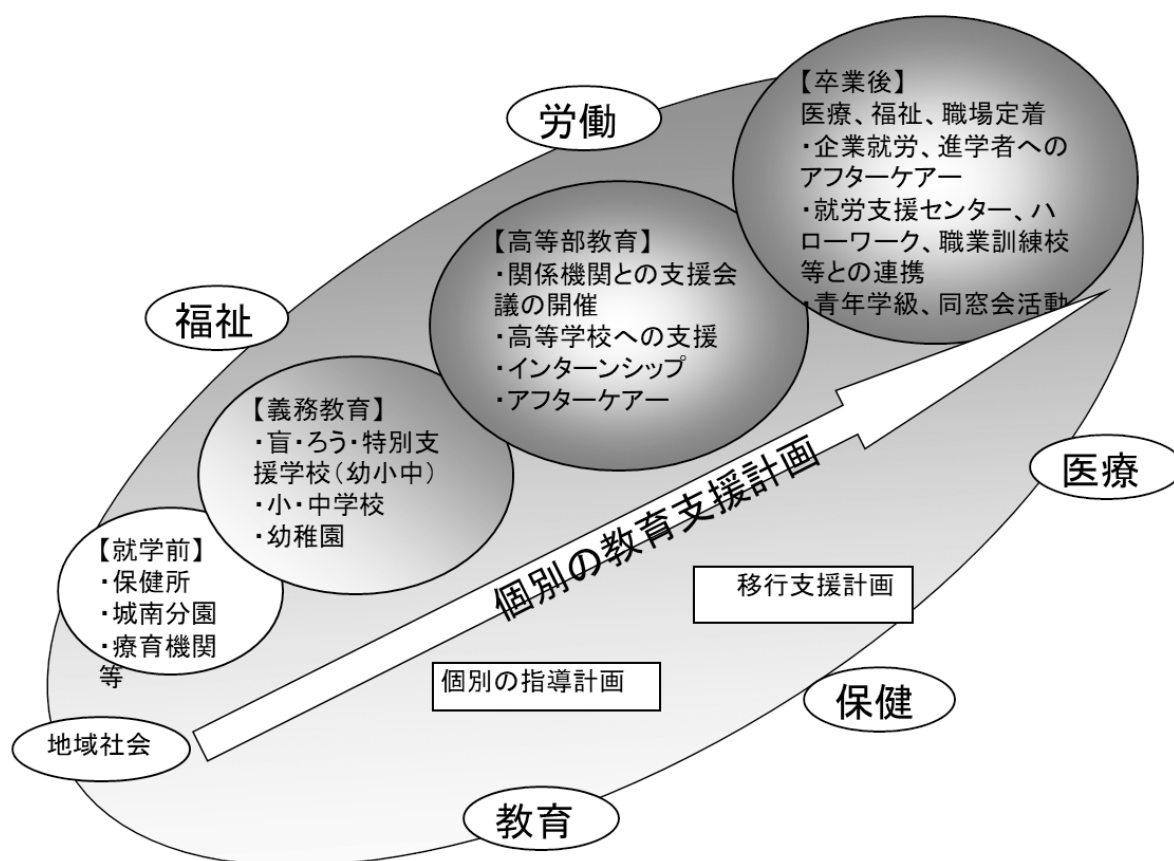 【卒業後】
医療、福祉、職場定着
・企業就労、進学者への
アフターケアー
・就労支援センター、ハ
ローワーク、職業訓練校
等との連携
・青年学級、同窓会活動
労働
【高等部教育】
・関係機関との支援会
議の開催
・高等学校への支援
・インターンシップ
・アフターケアー
福祉
【義務教育】
・盲・ろう・特別支
援学校(幼小中)
・小・中学校
・幼稚園
【就学前】
・保健所
・城南分園
・療育機関
等
個別の教育支援計画
医療
移行支援計画
個別の指導計画
保健
地域社会
教育